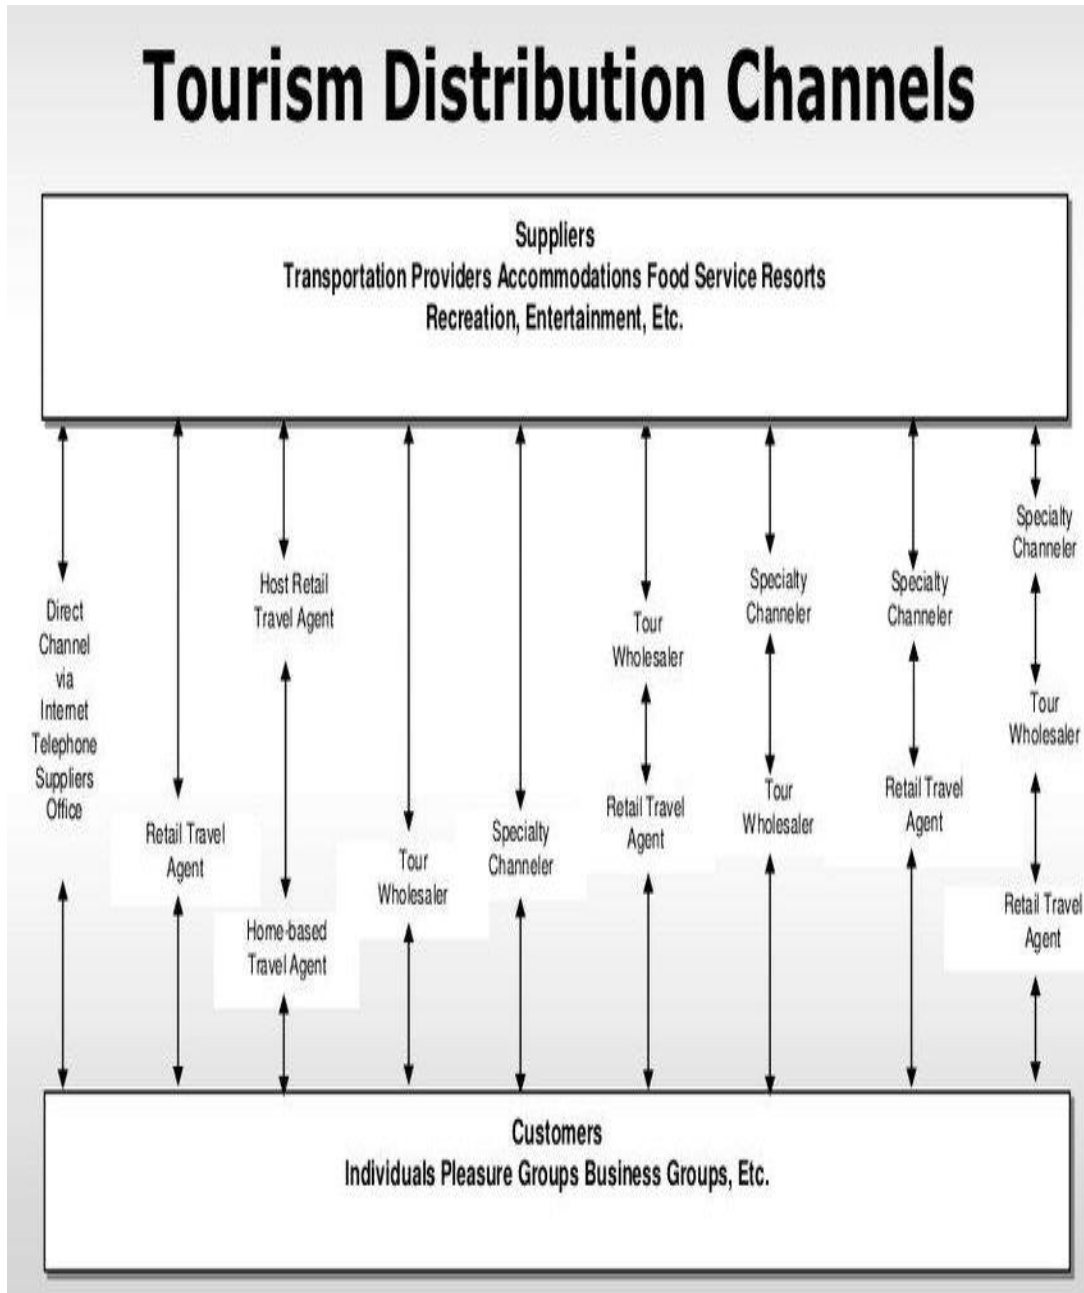 Tourism Distribution Channels
Suppliers
Transportation Providers Accommodations Food Service Resorts
Recreation, Entertainment, Etc.
Direct
Channel
via
Internet
Telephone
Suppliers
Office
Retail Travel
Agent
Host Retail
Travel Agent
Home-based
Travel Agent
Tour
Wholesaler
Specialty
Channeler
Tour
Wholesaler
Retail Travel
Agent
Specialty
Channeler
Tour
Wholesaler
Specialty
Channeler
Retail Travel
Agent
Specialty
Channeler
Tour
Wholesaler
Retail Travel
Agent
Customers
Individuals Pleasure Groups Business Groups, Etc.